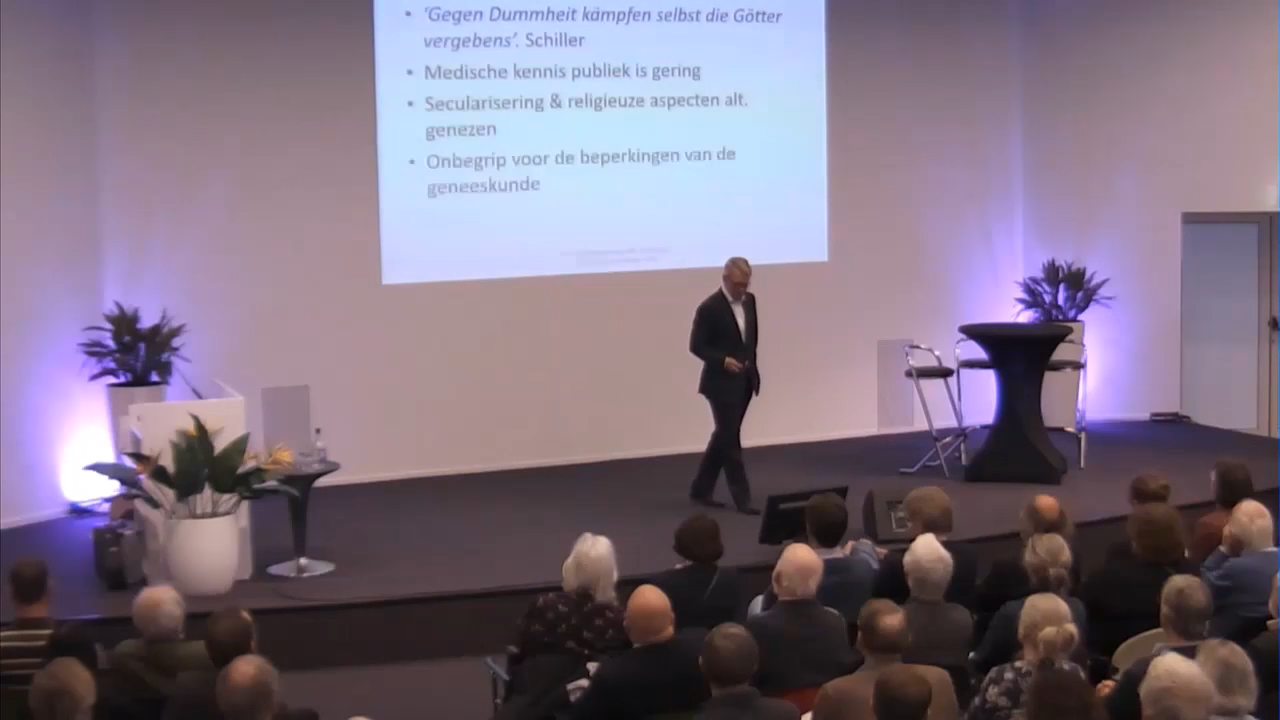 • 'Gegen Dummheit kämpfen selbst die Götter
vergebens'. Schiller
• Medische kennis publiek is gering
• Secularisering & religieuze aspecten alt.
genezen
• Onbegrip voor de beperkingen van de
geneeskunde